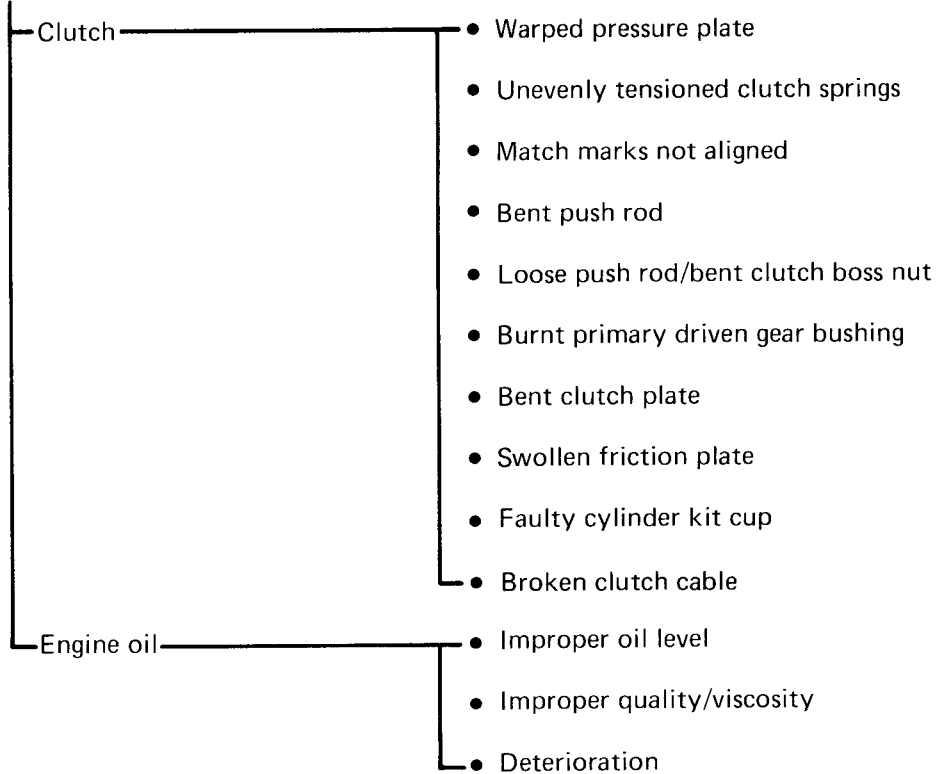 Clutch
• Warped pressure plate
• Unevenly tensioned clutch springs
• Match marks not aligned
• Bent push rod
• Loose push rod/bent clutch boss nut
• Burnt primary driven gear bushing
• Bent clutch plate
• Swollen friction plate
• Faulty cylinder kit cup
• Broken clutch cable
Engine oil
• Improper oil level
• Improper quality/viscosity
• Deterioration